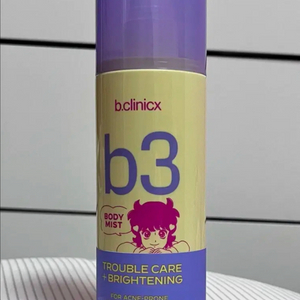 b.clinicx
b3
BODY
MIST
TROUBLE CARE
+ BRIGHTENING
FOR ACNE-PRONE